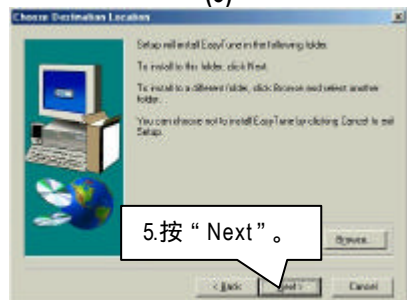 (5)
Choose Destination Location
Setup will install EasyTune in the following folder.
To install to this folder, click Next.
To install to a different folder, click Browse and select another
folder.
You can choose not to install EasyTune by clicking Cancel to exit
Setup.
5.按“Next”。
Browse...
< Back
Next >
Cancel